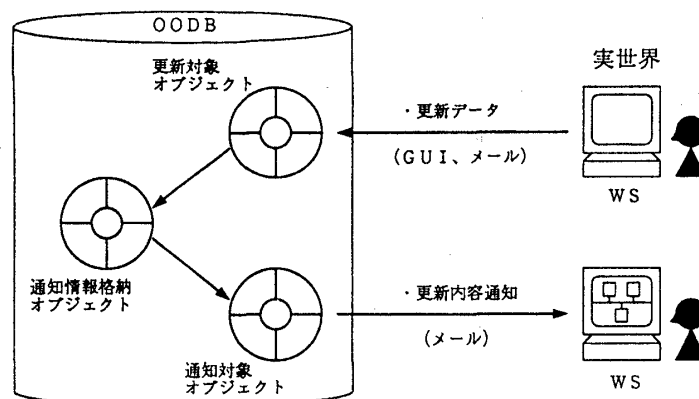 OODB
更新対象
オブジェクト
実世界
・更新データ
(GUI、メール)
WS
通知情報格納
オブジェクト
・更新内容通知
(メール)
通知対象
オブジェクト
WS